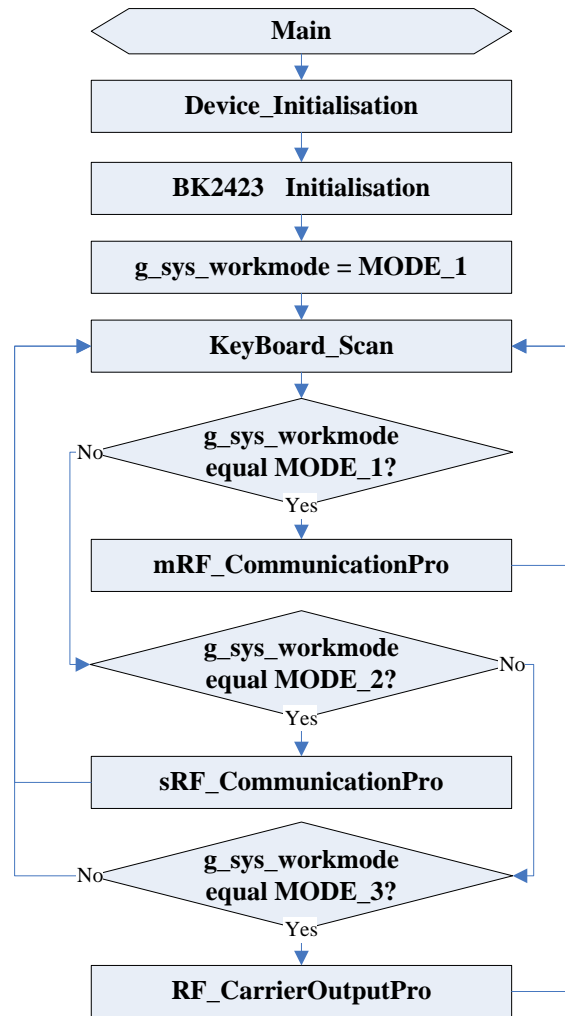 Main
Device_Initialisation
BK2423 Initialisation
g_sys_workmode = MODE_1
KeyBoard_Scan
g_sys_workmode
equal MODE_1?
No
Yes
mRF_CommunicationPro
g_sys_workmode
equal MODE_2?
No
Yes
sRF_CommunicationPro
g_sys_workmode
equal MODE_3?
No
Yes
RF_CarrierOutputPro